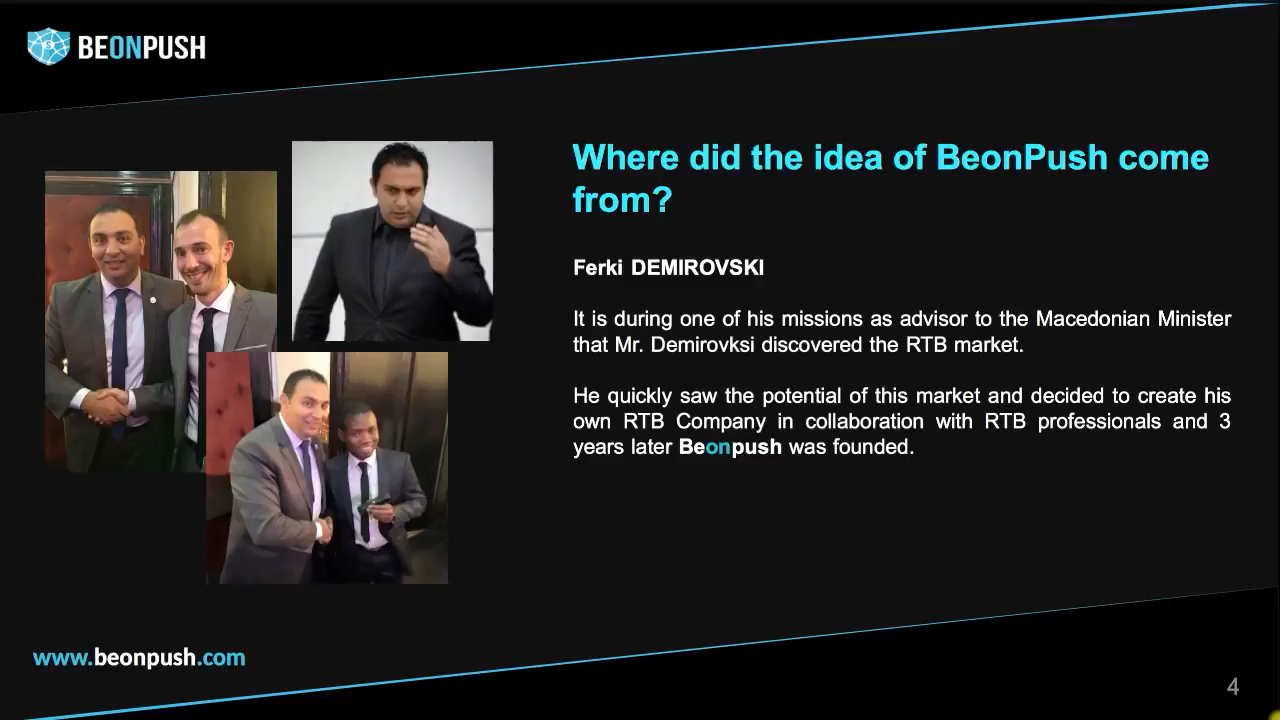 BEONPUSH
Where did the idea of BeonPush come
from?
Ferki DEMIROVSKI
It is during one of his missions as advisor to the Macedonian Minister
that Mr. Demirovksi discovered the RTB market.
He quickly saw the potential of this market and decided to create his
own RTB Company in collaboration with RTB professionals and 3
years later Beonpush was founded.
www.beonpush.com
4